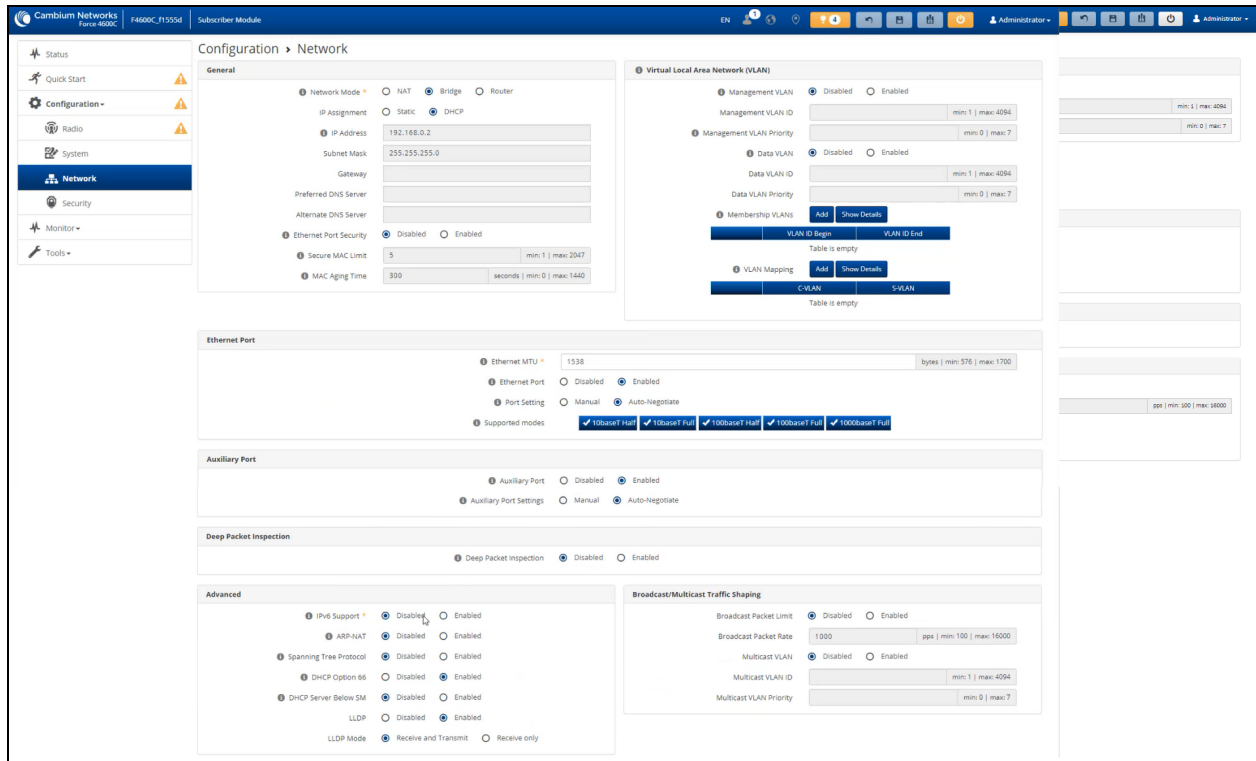 Cambium Networks
Force 4600C
F4600C_f1555d
Subscriber Module
EN
1
4
Administrator
Administrator
Status
Quick Start
Configuration
Radio
System
Network
Security
Monitor
Tools
Configuration › Network
General
Network Mode *
NAT Bridge Router
IP Assignment
Static DHCP
IP Address
192.168.0.2
Subnet Mask
255.255.255.0
Gateway
Preferred DNS Server
Alternate DNS Server
Ethernet Port Security
Disabled Enabled
Secure MAC Limit
5
min: 1 | max: 2047
MAC Aging Time
300
seconds | min: 0 | max: 1440
Virtual Local Area Network (VLAN)
Management VLAN
Disabled Enabled
Management VLAN ID
min: 1 | max: 4094
Management VLAN Priority
min: 0 | max: 7
Data VLAN
Disabled Enabled
Data VLAN ID
min: 1 | max: 4094
Data VLAN Priority
min: 0 | max: 7
Membership VLANs
Add Show Details
VLAN ID Begin VLAN ID End
Table is empty
VLAN Mapping
Add Show Details
C-VLAN S-VLAN
Table is empty
min: 1 | max: 4094
min: 0 | max: 7
Ethernet Port
Ethernet MTU *
1538
bytes | min: 576 | max: 1700
Ethernet Port
Disabled Enabled
Port Setting
Manual Auto-Negotiate
Supported modes
10baseT Half 10baseT Full 100baseT Half 100baseT Full 1000baseT Full
pps | min: 100 | max: 16000
Auxiliary Port
Auxiliary Port
Disabled Enabled
Auxiliary Port Settings
Manual Auto-Negotiate
Deep Packet Inspection
Deep Packet Inspection
Disabled Enabled
Advanced
IPv6 Support *
Disabled Enabled
ARP-NAT
Disabled Enabled
Spanning Tree Protocol
Disabled Enabled
DHCP Option 66
Disabled Enabled
DHCP Server Below SM
Disabled Enabled
LLDP
Disabled Enabled
LLDP Mode
Receive and Transmit Receive only
Broadcast/Multicast Traffic Shaping
Broadcast Packet Limit
Disabled Enabled
Broadcast Packet Rate
1000
pps | min: 100 | max: 16000
Multicast VLAN
Disabled Enabled
Multicast VLAN ID
min: 1 | max: 4094
Multicast VLAN Priority
min: 0 | max: 7